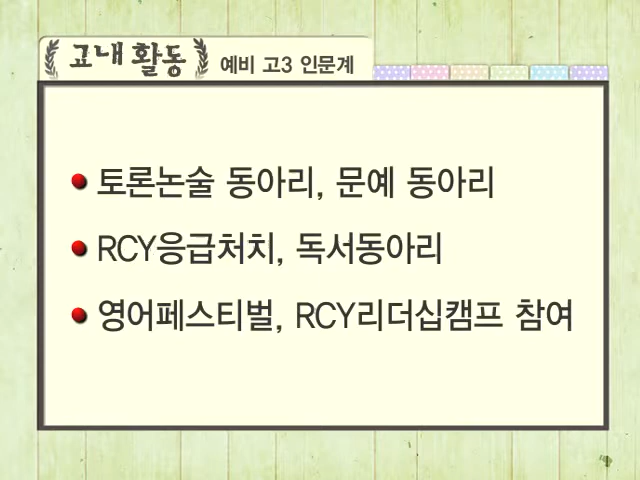 교내 활동 예비 고3 인문계
토론논술 동아리, 문예 동아리
RCY응급처치, 독서동아리
영어페스티벌, RCY리더십캠프 참여